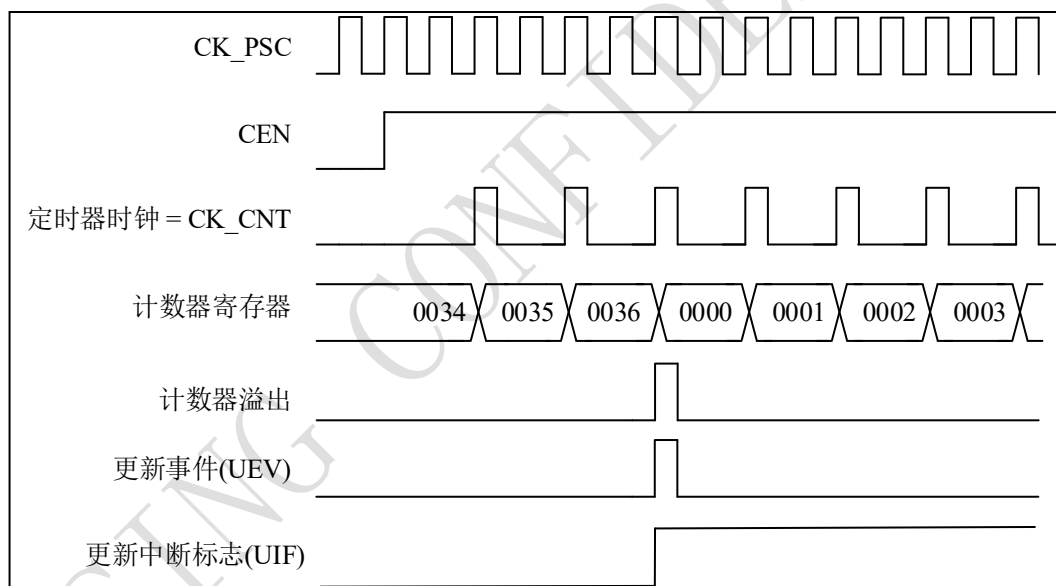 CK_PSC
CEN
定时器时钟 = CK_CNT
计数器寄存器
0034 0035 0036 0000 0001 0002 0003
计数器溢出
更新事件(UEV)
更新中断标志(UIF)
SING CONFIDE